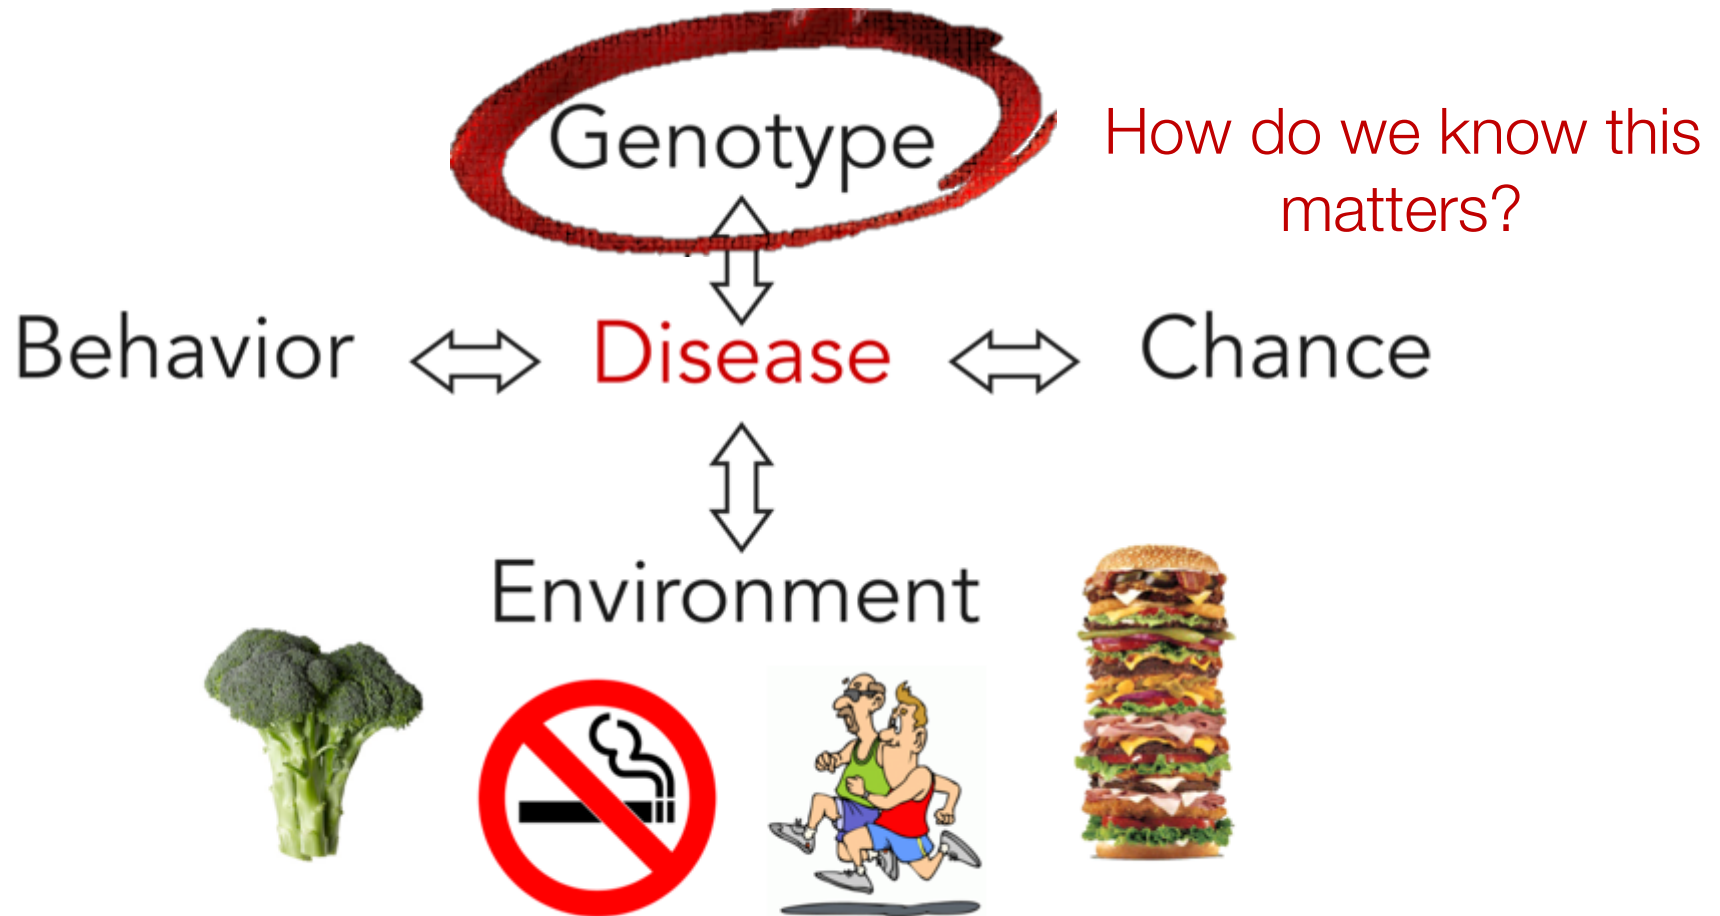 Genotype
How do we know this
matters?
Behavior
Disease
Chance
Environment